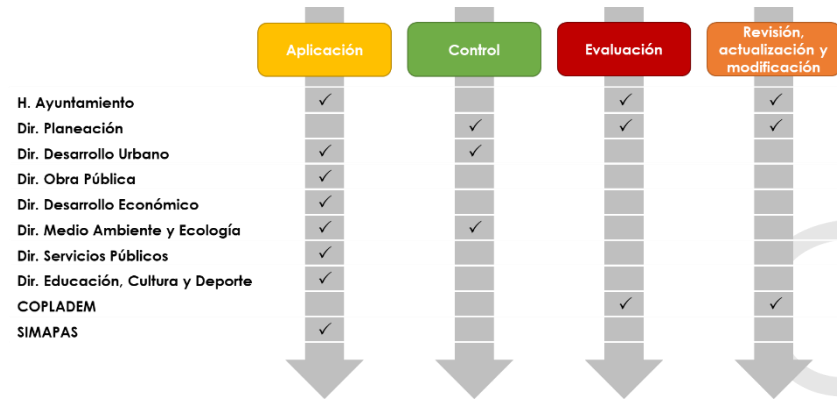 Aplicación
Control
Evaluación
Revisión,
actualización y
modificación
H. Ayuntamiento ✓ ✓ ✓
Dir. Planeación ✓ ✓ ✓
Dir. Desarrollo Urbano ✓ ✓
Dir. Obra Pública ✓
Dir. Desarrollo Económico ✓
Dir. Medio Ambiente y Ecología ✓ ✓
Dir. Servicios Públicos ✓
Dir. Educación, Cultura y Deporte ✓
COPLADEM ✓ ✓
SIMAPAS ✓